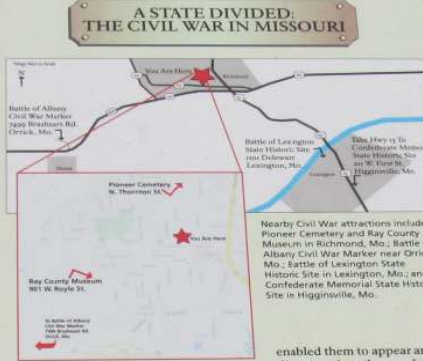 A STATE DIVIDED:
THE CIVIL WAR IN MISSOURI
N
You Are Here
Richmond
Battle of Albany
Civil War Marker
7499 Brashears Rd.
Orrick, Mo.
Orrick
Battle of Lexington
State Historic Site
1101 Delaware
Lexington, Mo.
Lexington
Take Hwy 13 To
Confederate Memor
State Historic Site
211 W. First St.
Higginsville, Mo.
Pioneer Cemetery
N. Thornton St.
You Are Here
Ray County Museum
901 W. Royle St.
To Battle of Albany
Civil War Marker
7499 Brashears Rd.
Orrick, Mo.
Nearby Civil War attractions include
Pioneer Cemetery and Ray County
Museum in Richmond, Mo.; Battle
Albany Civil War Marker near Orric
Mo.; Battle of Lexington State
Historic Site in Lexington, Mo.; and
Confederate Memorial State Histo
Site in Higginsville, Mo.
enabled them to appear an